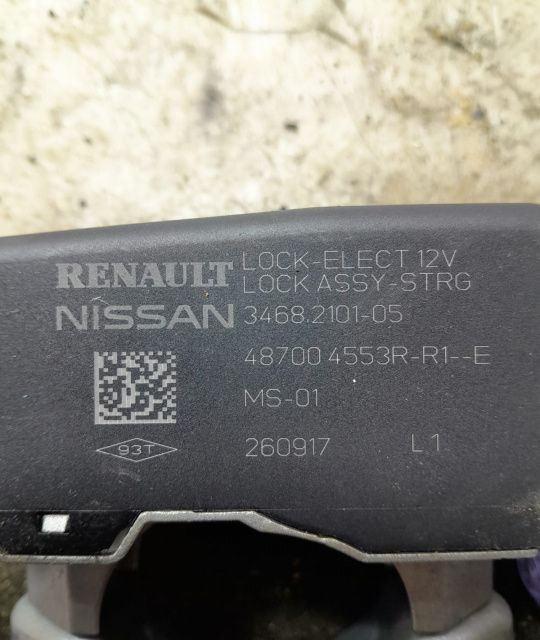 RENAULT LOCK-ELECT 12V
LOCK ASSY-STRG
NISSAN 3468.2101-05
48700 4553R-R1--E
MS-01
93T 260917 L1